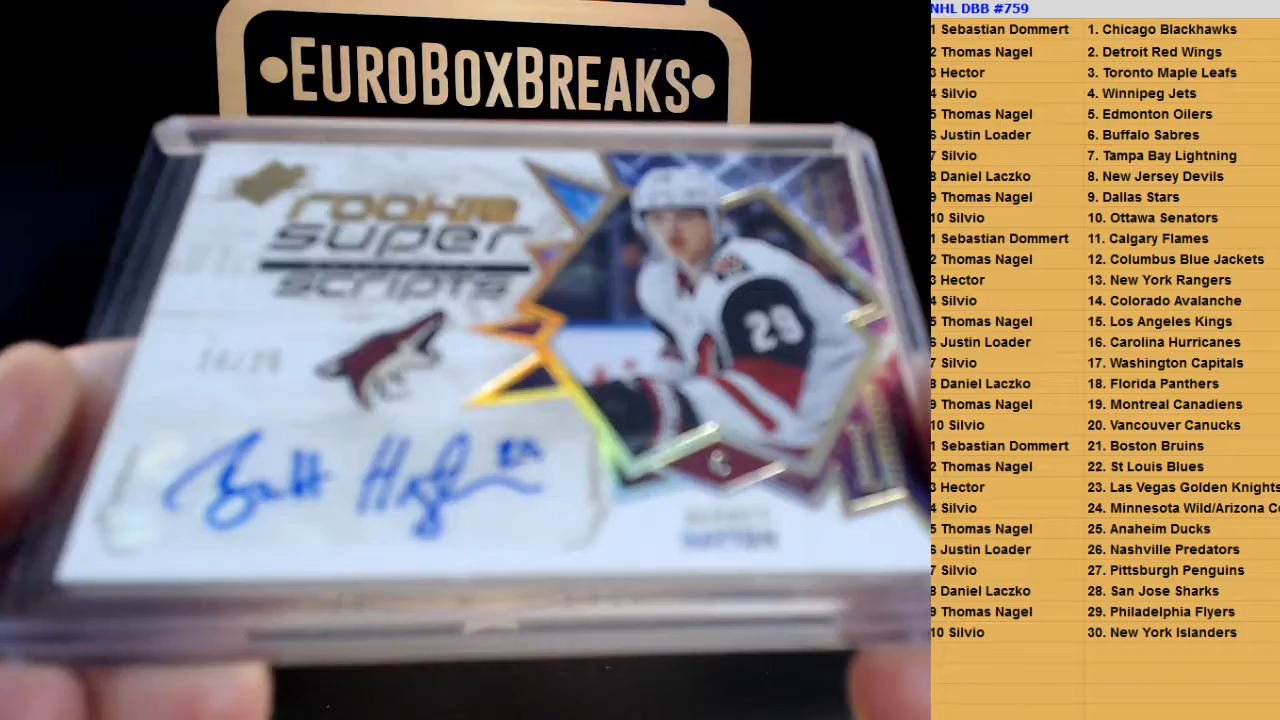 •EUROBOXBREAKS•
ROOKIE
SUPER
SCRIPTS
29
NHL DBB #759
1 Sebastian Dommert 1. Chicago Blackhawks
2 Thomas Nagel 2. Detroit Red Wings
3 Hector 3. Toronto Maple Leafs
4 Silvio 4. Winnipeg Jets
5 Thomas Nagel 5. Edmonton Oilers
6 Justin Loader 6. Buffalo Sabres
7 Silvio 7. Tampa Bay Lightning
8 Daniel Laczko 8. New Jersey Devils
9 Thomas Nagel 9. Dallas Stars
10 Silvio 10. Ottawa Senators
1 Sebastian Dommert 11. Calgary Flames
2 Thomas Nagel 12. Columbus Blue Jackets
3 Hector 13. New York Rangers
4 Silvio 14. Colorado Avalanche
5 Thomas Nagel 15. Los Angeles Kings
6 Justin Loader 16. Carolina Hurricanes
7 Silvio 17. Washington Capitals
8 Daniel Laczko 18. Florida Panthers
9 Thomas Nagel 19. Montreal Canadiens
10 Silvio 20. Vancouver Canucks
1 Sebastian Dommert 21. Boston Bruins
2 Thomas Nagel 22. St Louis Blues
3 Hector 23. Las Vegas Golden Knights
4 Silvio 24. Minnesota Wild/Arizona Co
5 Thomas Nagel 25. Anaheim Ducks
6 Justin Loader 26. Nashville Predators
7 Silvio 27. Pittsburgh Penguins
8 Daniel Laczko 28. San Jose Sharks
9 Thomas Nagel 29. Philadelphia Flyers
10 Silvio 30. New York Islanders